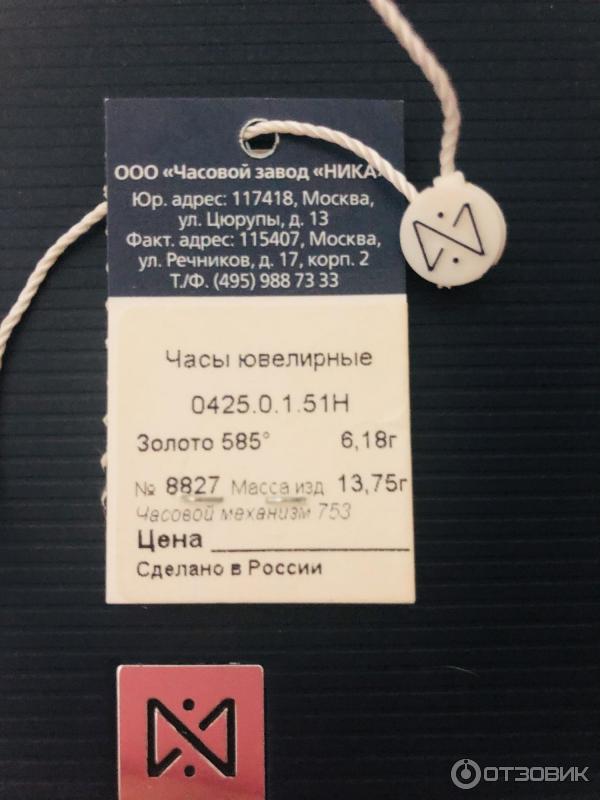 ООО «Часовой завод «НИКА»
Юр. адрес: 117418, Москва,
ул. Цюрупы, д. 13
Факт. адрес: 115407, Москва,
ул. Речников, д. 17, корп. 2
Т./Ф. (495) 988 73 33
Часы ювелирные
0425.0.1.51Н
Золото 585° 6,18г
№ 8827 Масса изд 13,75г
Часовой механизм 753
Цена
Сделано в России
ОТЗОВИК